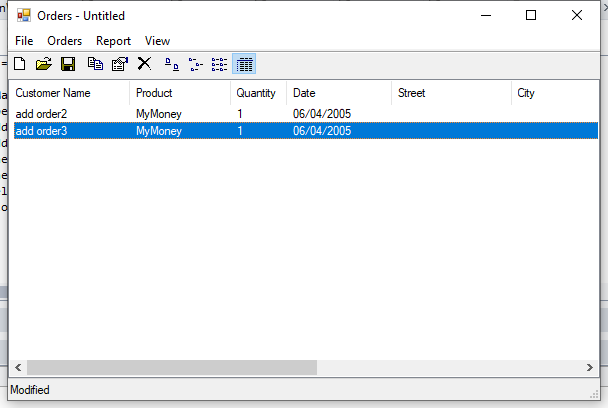 Orders - Untitled
File Orders Report View
Customer Name Product Quantity Date Street City
add order2 MyMoney 1 06/04/2005
add order3 MyMoney 1 06/04/2005
Modified